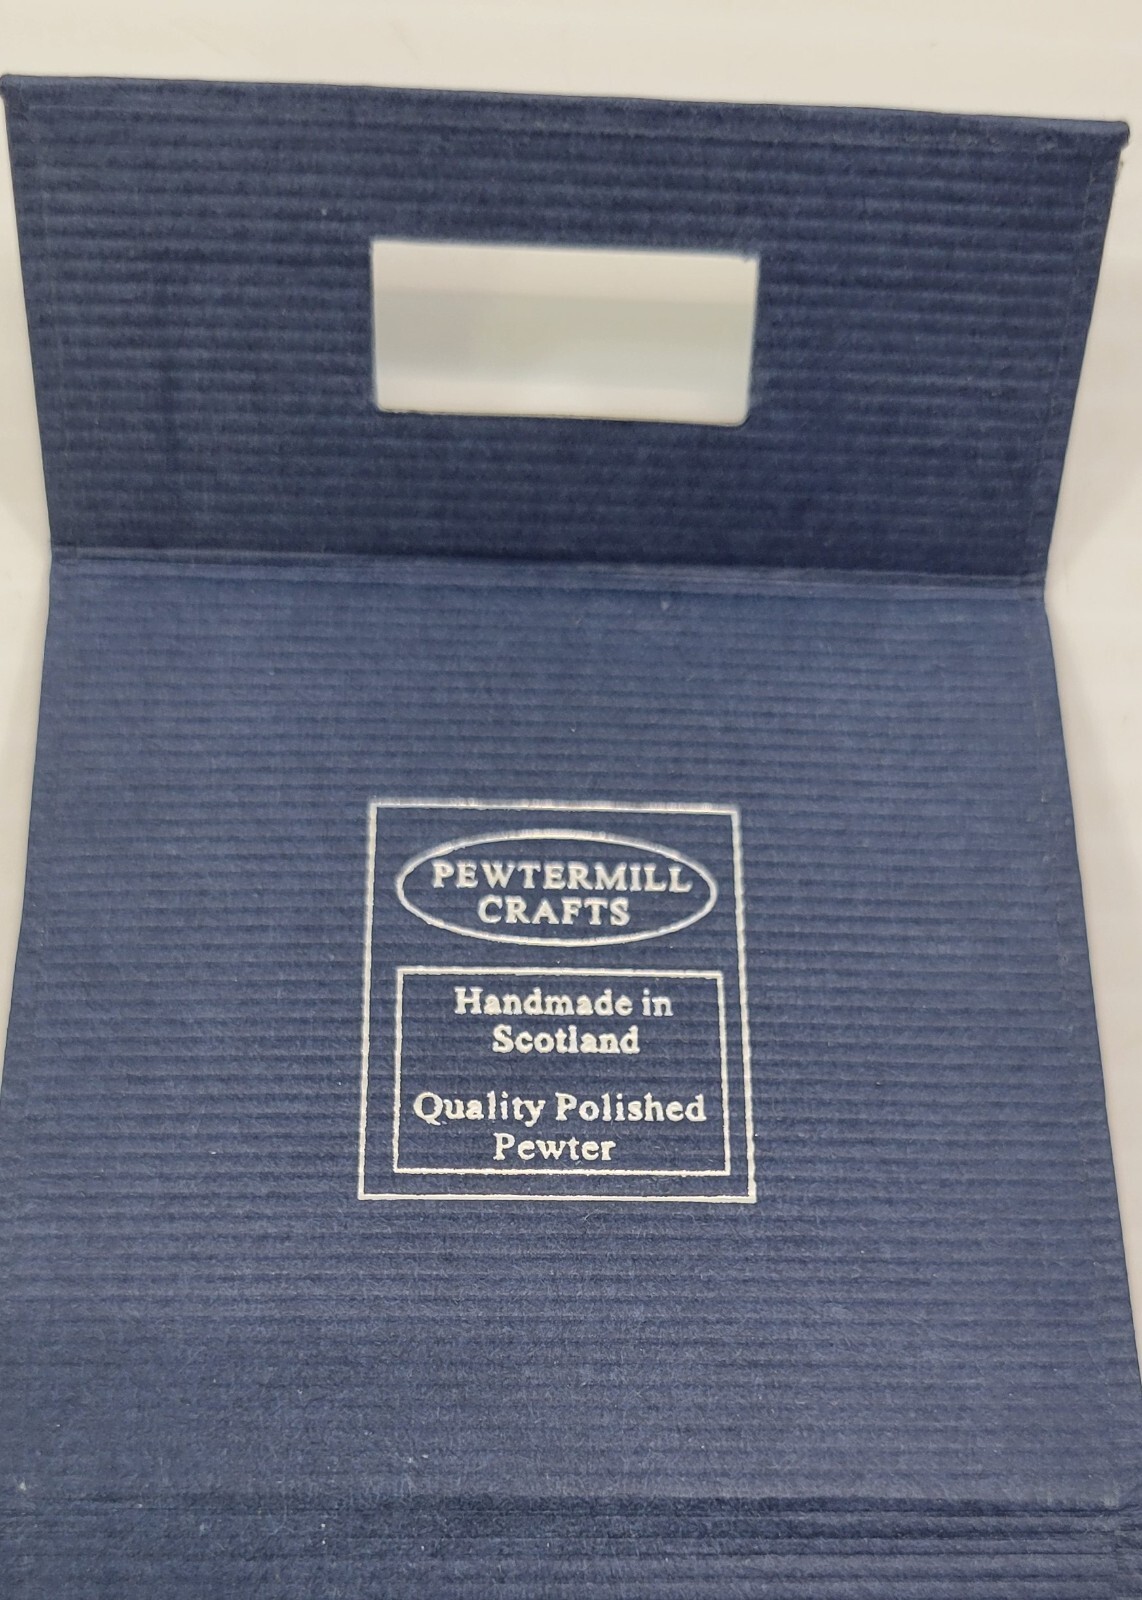 PEWTERMILL
CRAFTS
Handmade in
Scotland
Quality Polished
Pewter